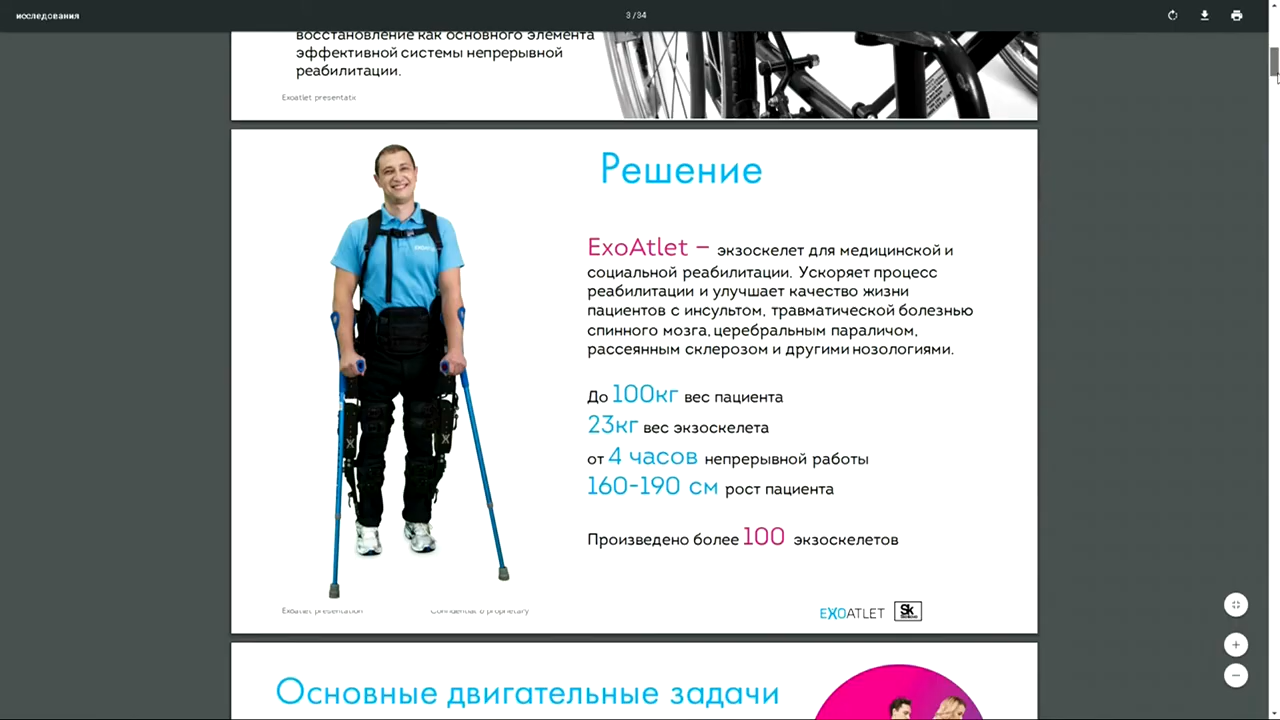 исследования
3 / 34
восстановление как основного элемента
эффективной системы непрерывной
реабилитации.
Exoatlet presentatic
Решение
ExoAtlet – экзоскелет для медицинской и
социальной реабилитации. Ускоряет процесс
реабилитации и улучшает качество жизни
пациентов с инсультом, травматической болезнью
спинного мозга, церебральным параличом,
рассеянным склерозом и другими нозологиями.
До 100кг вес пациента
23кг вес экзоскелета
от 4 часов непрерывной работы
160-190 см рост пациента
Произведено более 100 экзоскелетов
Exoatlet presentation
Confidential & proprietary
EXOATLET
Sk
Основные двигательные задачи